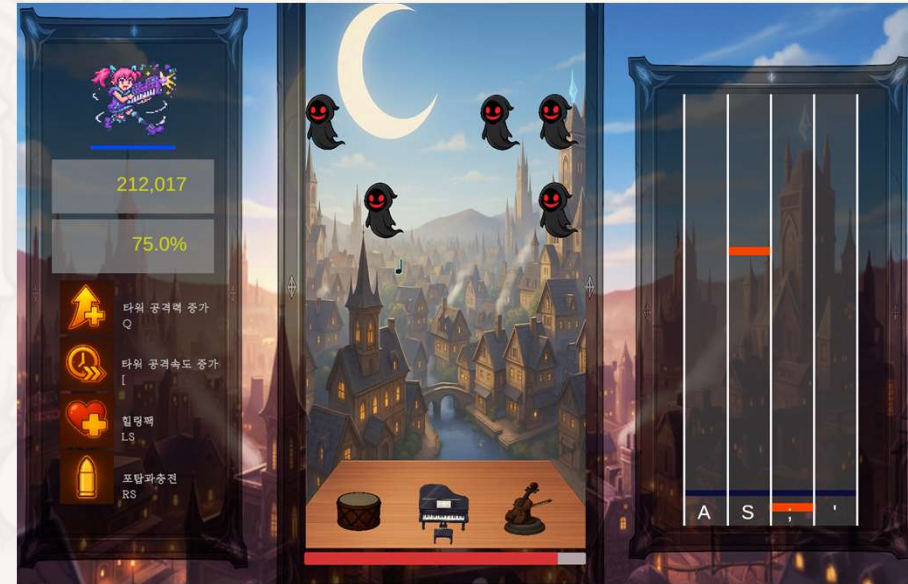 212,017
75.0%
타워 공격력 증가
Q
타워 공격속도 증가
[
힐링팩
LS
포탑과충전
RS
A S ; '